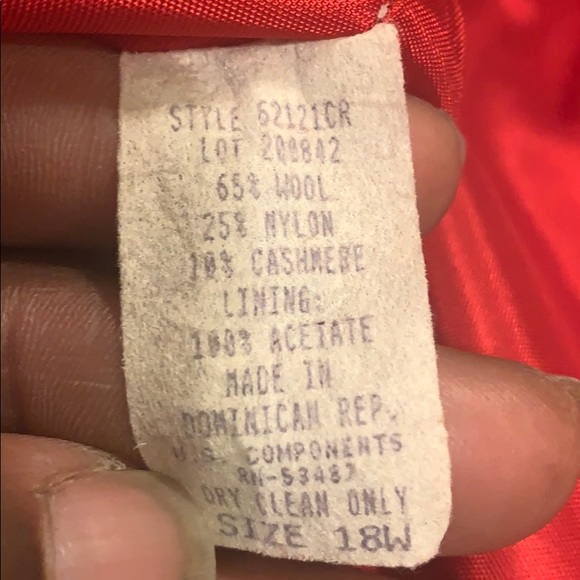 STYLE 62121CR
LOT 208842
65% WOOL
25% NYLON
10% CASHMERE
LINING:
100% ACETATE
MADE IN
DOMINICAN REP.
U.S. COMPONENTS
RN-53487
DRY CLEAN ONLY
SIZE 18W